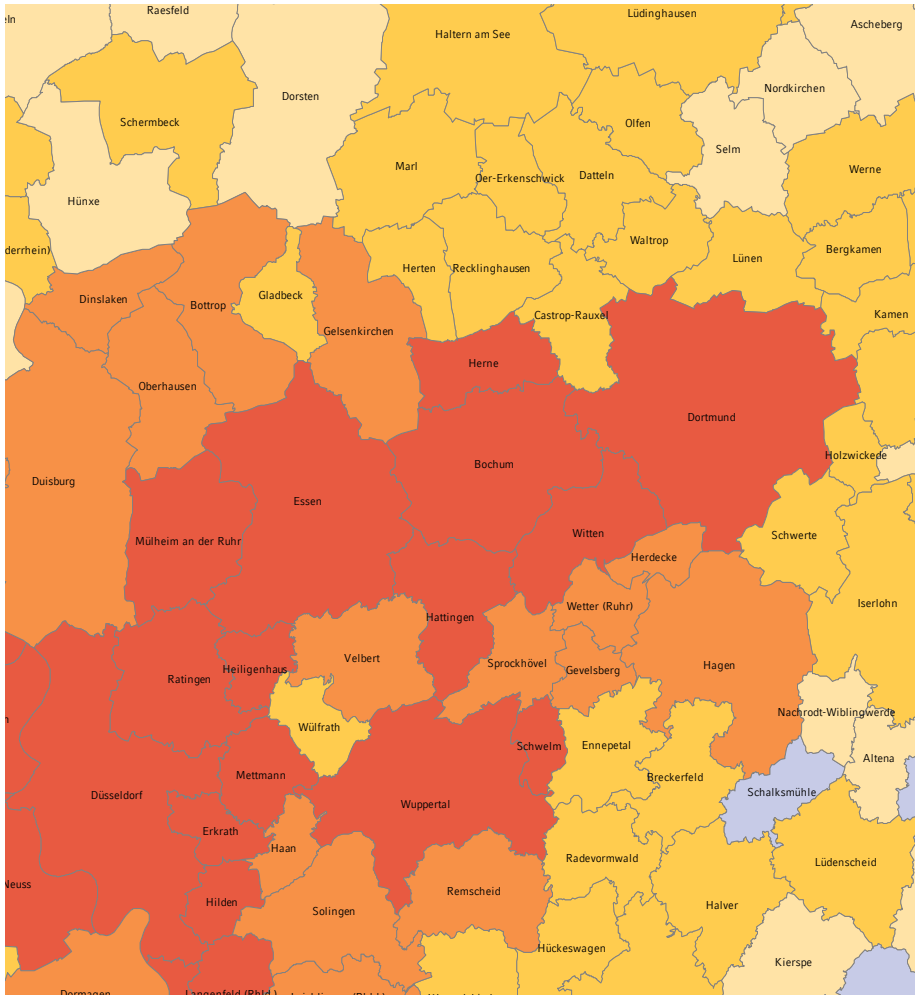 eln
Raesfeld
Lüdinghausen
Ascheberg
Haltern am See
Nordkirchen
Dorsten
Schermbeck
Olfen
Selm
Marl
Werne
Oer-Erkenschwick
Datteln
Hünxe
Waltrop
derrhein)
Bergkamen
Lünen
Herten
Recklinghausen
Gladbeck
Dinslaken
Bottrop
Castrop-Rauxel
Kamen
Gelsenkirchen
Herne
Oberhausen
Dortmund
Holzwickede
Bochum
Duisburg
Essen
Witten
Schwerte
Mülheim an der Ruhr
Herdecke
Iserlohn
Wetter (Ruhr)
Hattingen
Velbert
Sprockhövel
Hagen
Heiligenhaus
Gevelsberg
Ratingen
Nachrodt-Wiblingwerde
n
Wülfrath
Schwelm
Ennepetal
Altena
Mettmann
Breckerfeld
Schalksmühle
Düsseldorf
Wuppertal
Erkrath
Haan
Radevormwald
Lüdenscheid
Neuss
Remscheid
Hilden
Halver
Solingen
Hückeswagen
Kierspe
Dormagen
Langenfeld (Rhld.)